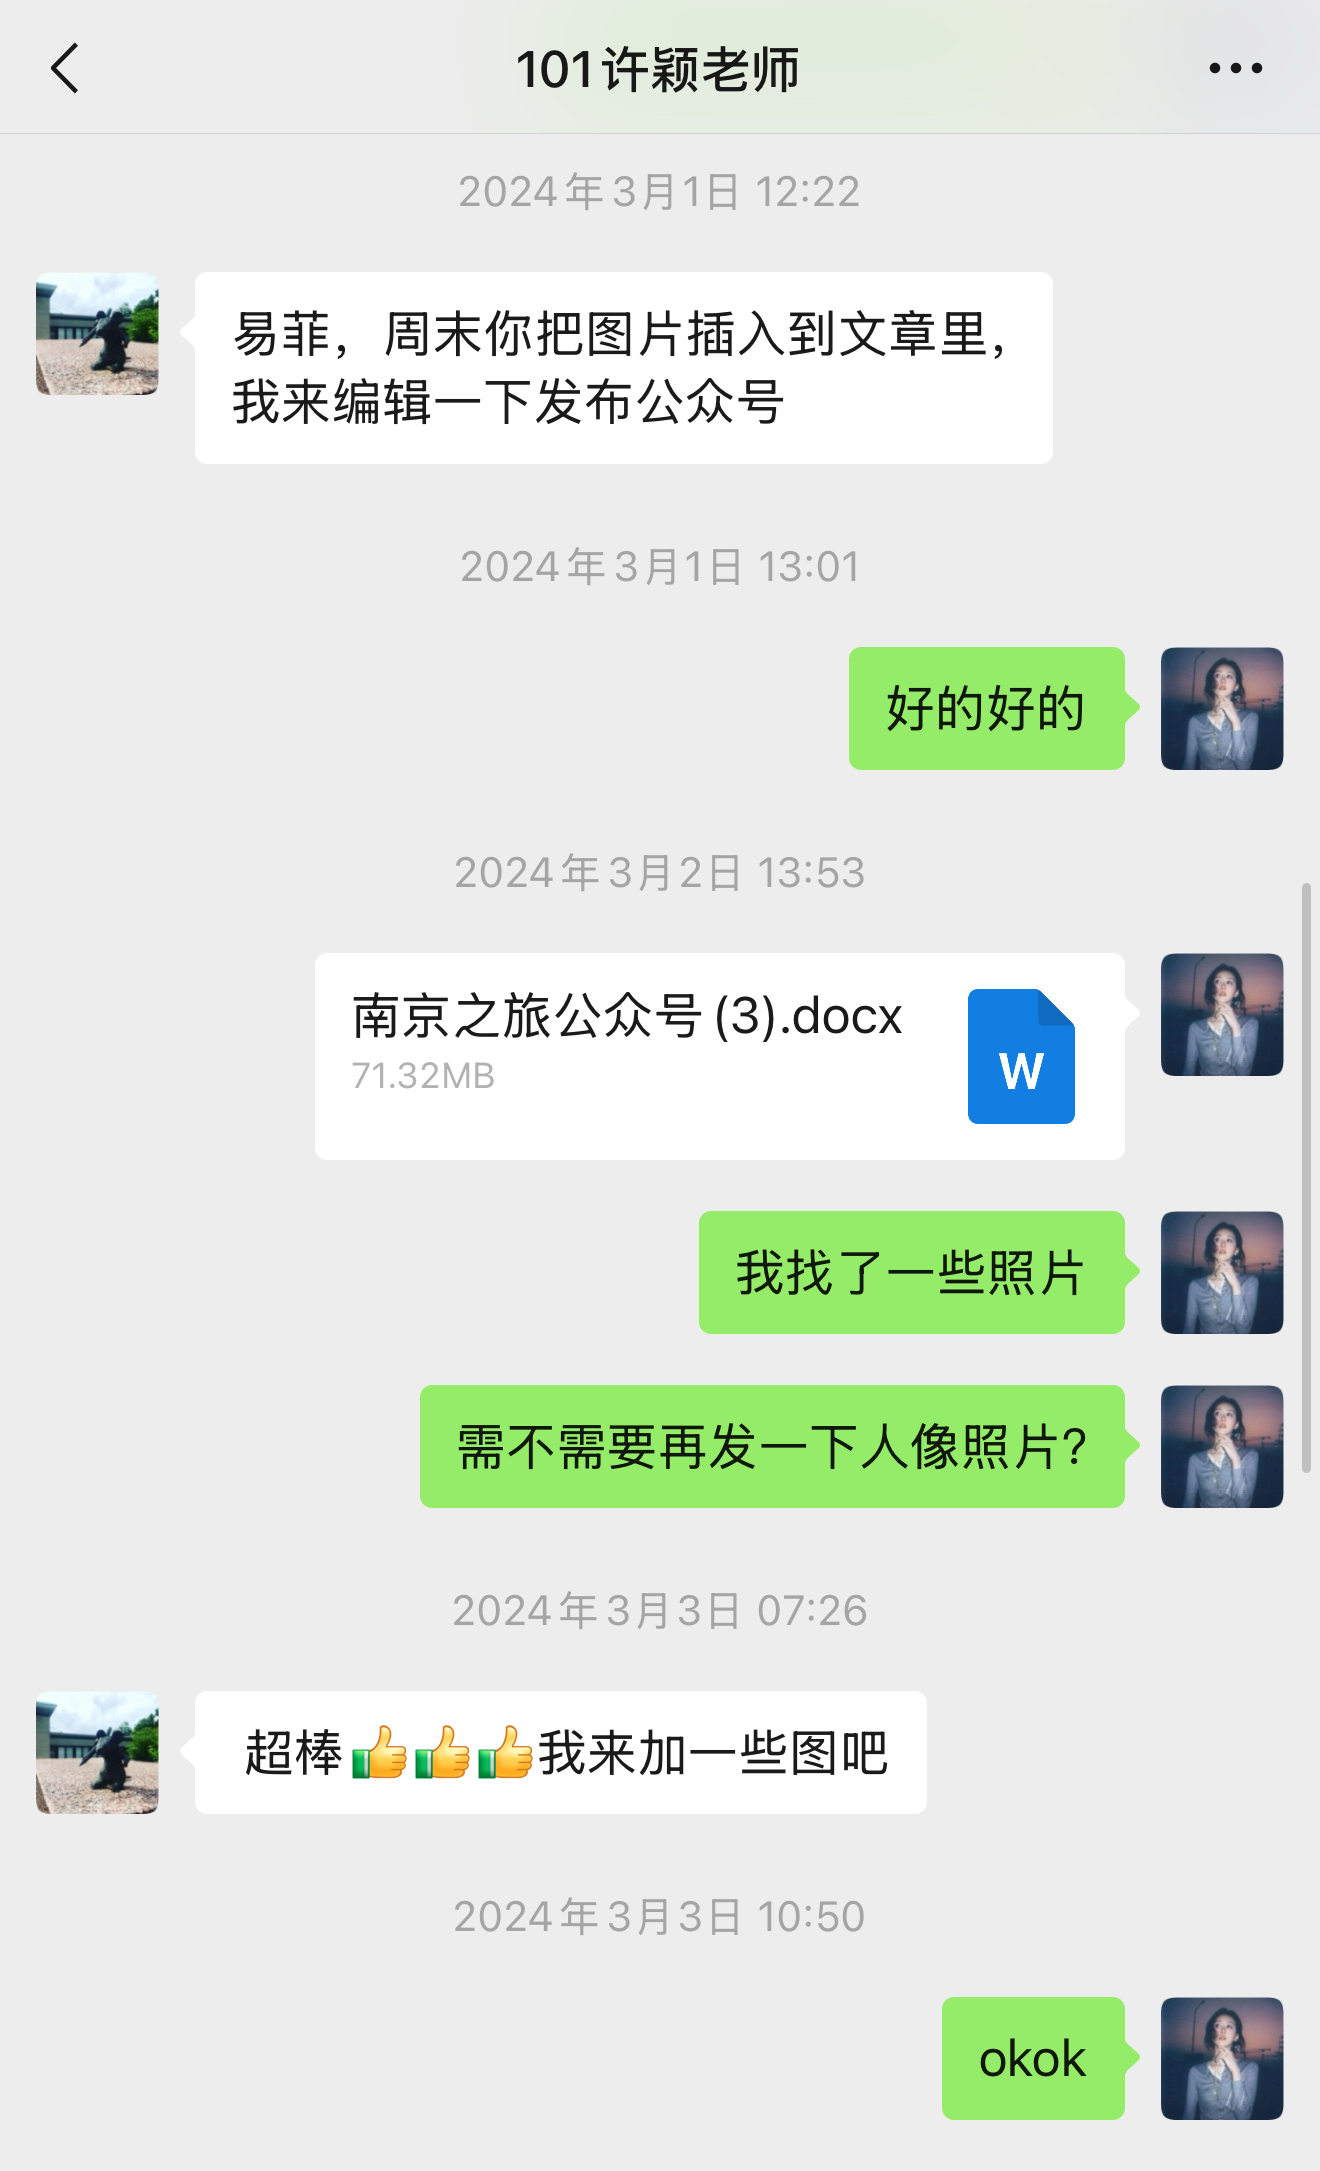 101许颖老师
2024年3月1日 12:22
易菲，周末你把图片插入到文章里，
我来编辑一下发布公众号
2024年3月1日 13:01
好的好的
2024年3月2日 13:53
南京之旅公众号(3).docx
71.32MB
W
我找了一些照片
需不需要再发一下人像照片?
2024年3月3日 07:26
超棒👍👍👍我来加一些图吧
2024年3月3日 10:50
okok